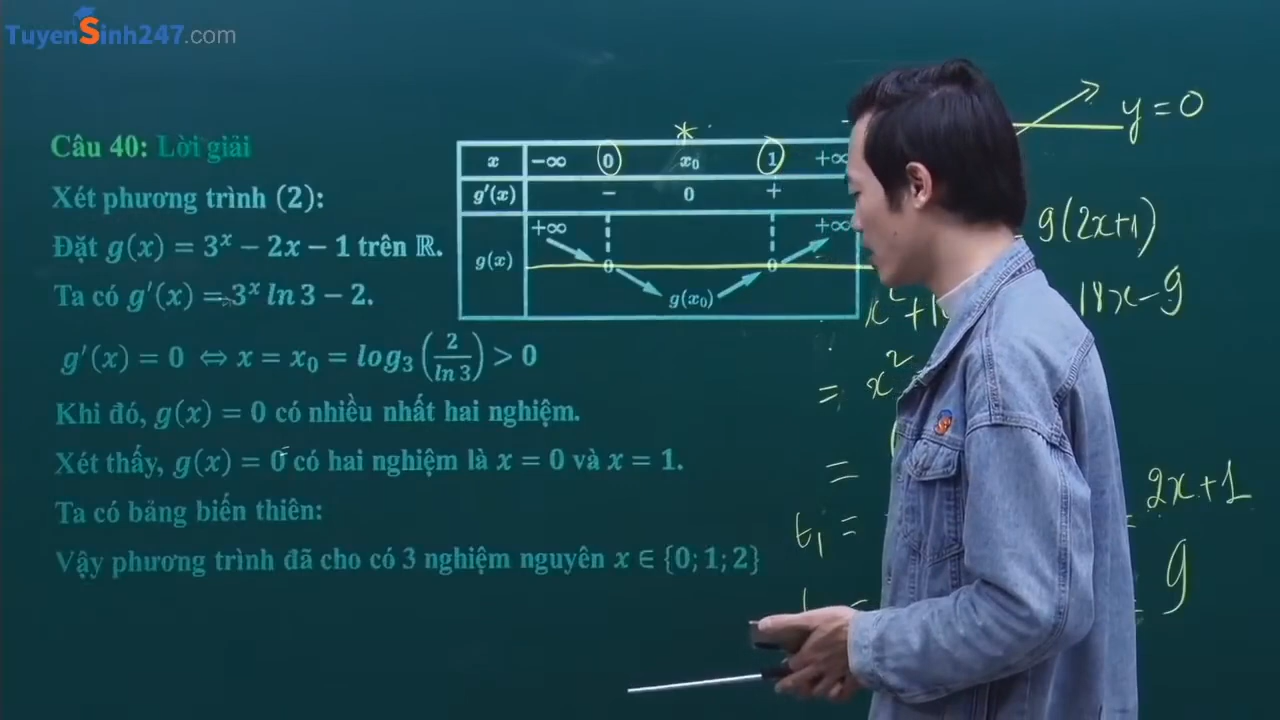 TuyenSinh247.com
Câu 40: Lời giải
Xét phương trình (2):
Đặt g(x) = 3^x − 2x − 1 trên ℝ.
Ta có g'(x) = 3^x ln 3 − 2.
g'(x) = 0 ⇔ x = x₀ = log₃(2/ln 3) > 0
Khi đó, g(x) = 0 có nhiều nhất hai nghiệm.
Xét thấy, g(x) = 0 có hai nghiệm là x = 0 và x = 1.
Ta có bảng biến thiên:
Vậy phương trình đã cho có 3 nghiệm nguyên x ∈ {0; 1; 2}
*
x −∞ 0 x₀ 1 +∞
g'(x) − 0 +
+∞ +∞
g(x) 0 0
g(x₀)
y = 0
g(2x+1)
x² + 18x − 9
= x²
=
2x+1
t₁ =
= 9